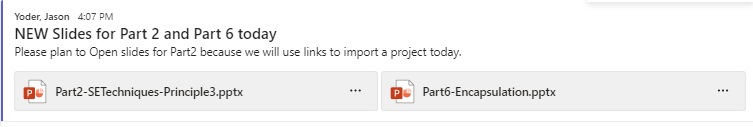 Yoder, Jason 4:07 PM
NEW Slides for Part 2 and Part 6 today
Please plan to Open slides for Part2 because we will use links to import a project today.
Part2-SETechniques-Principle3.pptx
Part6-Encapsulation.pptx